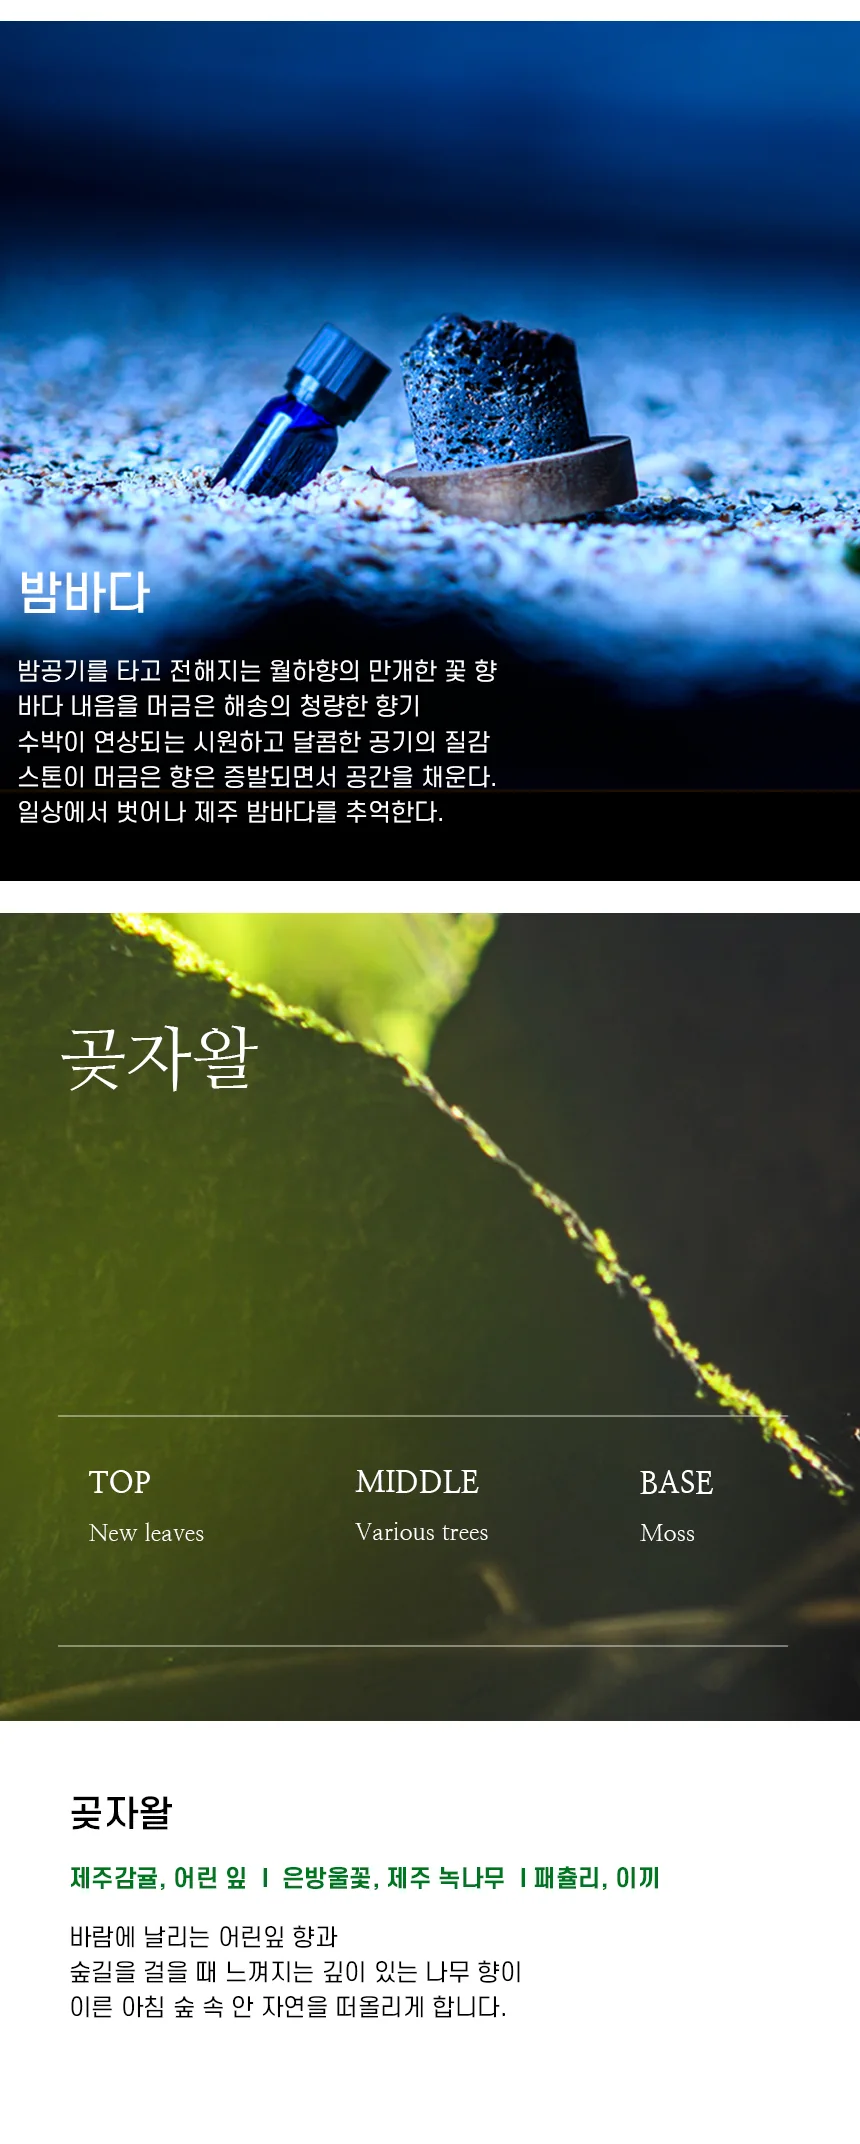 밤바다
밤공기를 타고 전해지는 월하향의 만개한 꽃 향
바다 내음을 머금은 해송의 청량한 향기
수박이 연상되는 시원하고 달콤한 공기의 질감
스톤이 머금은 향은 증발되면서 공간을 채운다.
일상에서 벗어나 제주 밤바다를 추억한다.
곶자왈
TOP MIDDLE BASE
New leaves Various trees Moss
곶자왈
제주감귤, 어린 잎 I 은방울꽃, 제주 녹나무 I 패츌리, 이끼
바람에 날리는 어린잎 향과
숲길을 걸을 때 느껴지는 깊이 있는 나무 향이
이른 아침 숲 속 안 자연을 떠올리게 합니다.